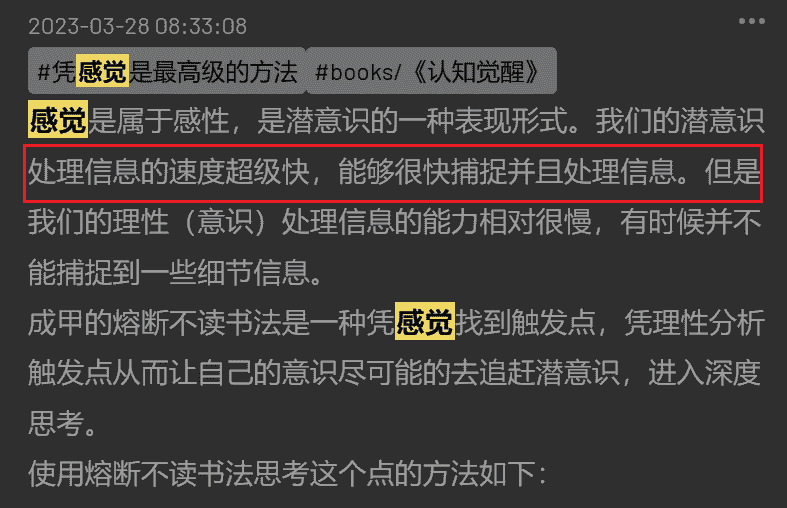 2023-03-28 08:33:08
#凭感觉是最高级的方法 #books/《认知觉醒》
感觉是属于感性，是潜意识的一种表现形式。我们的潜意识
处理信息的速度超级快，能够很快捕捉并且处理信息。但是
我们的理性（意识）处理信息的能力相对很慢，有时候并不
能捕捉到一些细节信息。
成甲的熔断不读书法是一种凭感觉找到触发点，凭理性分析
触发点从而让自己的意识尽可能的去追赶潜意识，进入深度
思考。
使用熔断不读书法思考这个点的方法如下：